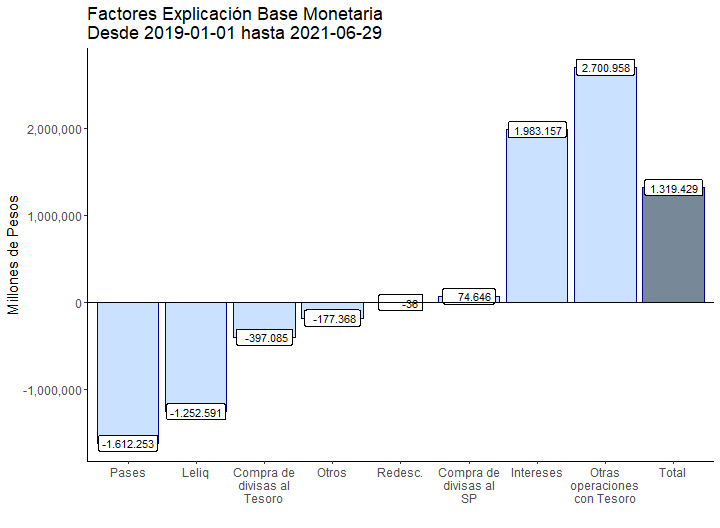 Factores Explicación Base Monetaria
Desde 2019-01-01 hasta 2021-06-29
Millones de Pesos
2,000,000
1,000,000
0
-1,000,000
-1.612.253
-1.252.591
-397.085
-177.368
-36
74.646
1.983.157
2.700.958
1.319.429
Pases
Leliq
Compra de
divisas al
Tesoro
Otros
Redesc.
Compra de
divisas al
SP
Intereses
Otras
operaciones
con Tesoro
Total